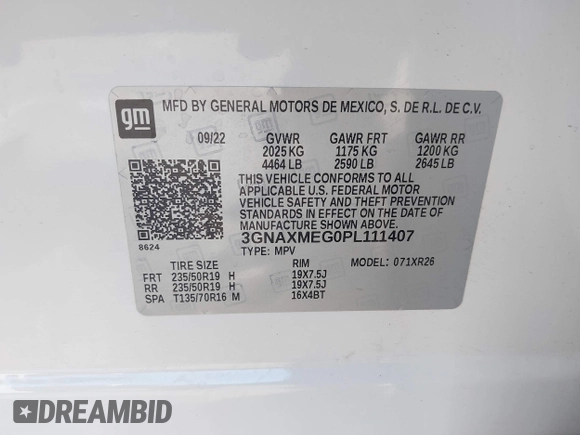 gm
MFD BY GENERAL MOTORS DE MEXICO, S. DE R.L. DE C.V.
09/22 GVWR GAWR FRT GAWR RR
2025 KG 1175 KG 1200 KG
4464 LB 2590 LB 2645 LB
THIS VEHICLE CONFORMS TO ALL
APPLICABLE U.S. FEDERAL MOTOR
VEHICLE SAFETY AND THEFT PREVENTION
STANDARDS IN EFFECT ON THE DATE OF
MANUFACTURE SHOWN ABOVE.
8624
3GNAXMEG0PL111407
TYPE: MPV MODEL: 071XR26
TIRE SIZE RIM
FRT 235/50R19 H 19X7.5J
RR 235/50R19 H 19X7.5J
SPA T135/70R16 M 16X4BT
DREAMBID